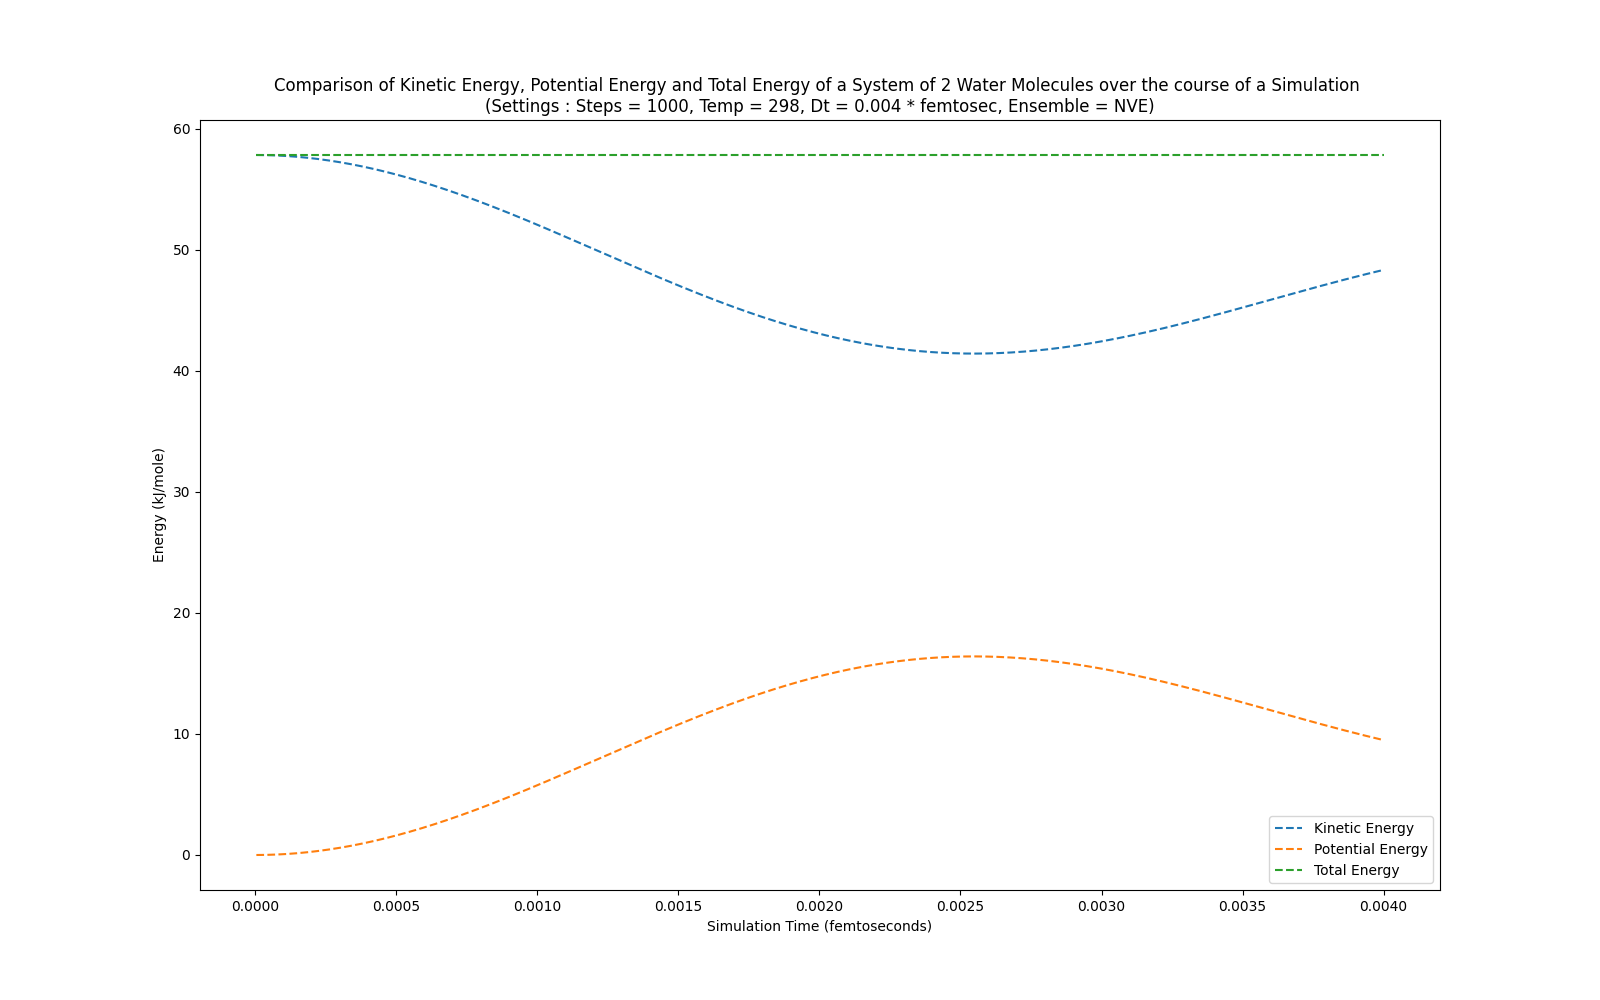 Comparison of Kinetic Energy, Potential Energy and Total Energy of a System of 2 Water Molecules over the course of a Simulation
(Settings : Steps = 1000, Temp = 298, Dt = 0.004 * femtosec, Ensemble = NVE)
60
50
40
30
20
10
0
Energy (kJ/mole)
Kinetic Energy
Potential Energy
Total Energy
0.0000 0.0005 0.0010 0.0015 0.0020 0.0025 0.0030 0.0035 0.0040
Simulation Time (femtoseconds)